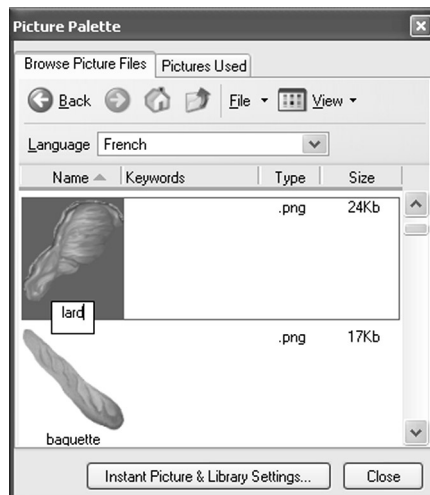 Picture Palette
Browse Picture Files Pictures Used
Back File View
Language French
Name Keywords Type Size
.png 24Kb
lard
.png 17Kb
baguette
Instant Picture & Library Settings... Close